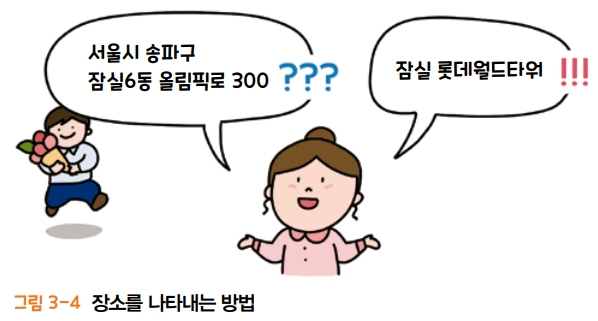 서울시 송파구
잠실6동 올림픽로 300 ???
잠실 롯데월드타워 !!!
그림 3-4 장소를 나타내는 방법